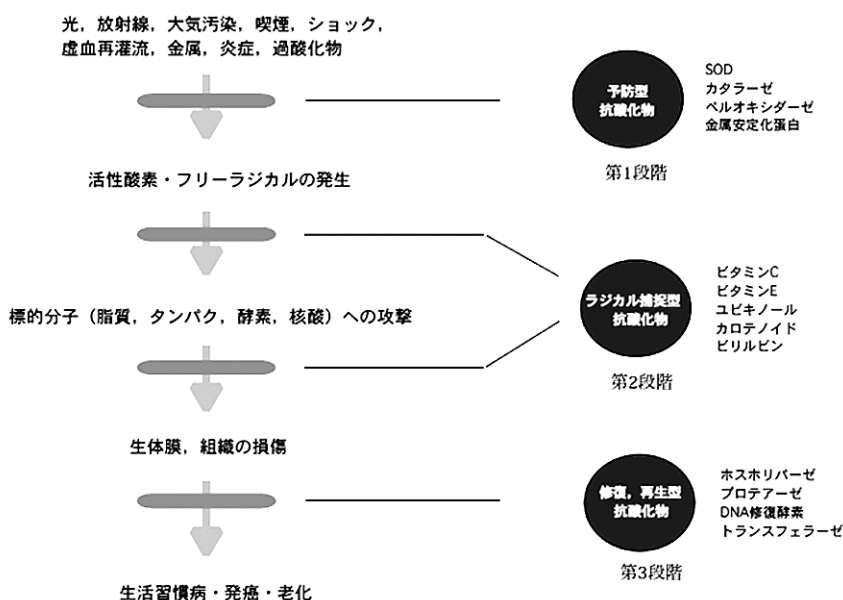 光，放射線，大気汚染，喫煙，ショック，
虚血再灌流，金属，炎症，過酸化物
予防型
抗酸化物
SOD
カタラーゼ
ペルオキシダーゼ
金属安定化蛋白
第1段階
活性酸素・フリーラジカルの発生
ラジカル捕捉型
抗酸化物
ビタミンC
ビタミンE
ユビキノール
カロテノイド
ビリルビン
第2段階
標的分子（脂質，タンパク，酵素，核酸）への攻撃
生体膜，組織の損傷
修復，再生型
抗酸化物
ホスホリパーゼ
プロテアーゼ
DNA修復酵素
トランスフェラーゼ
第3段階
生活習慣病・発癌・老化